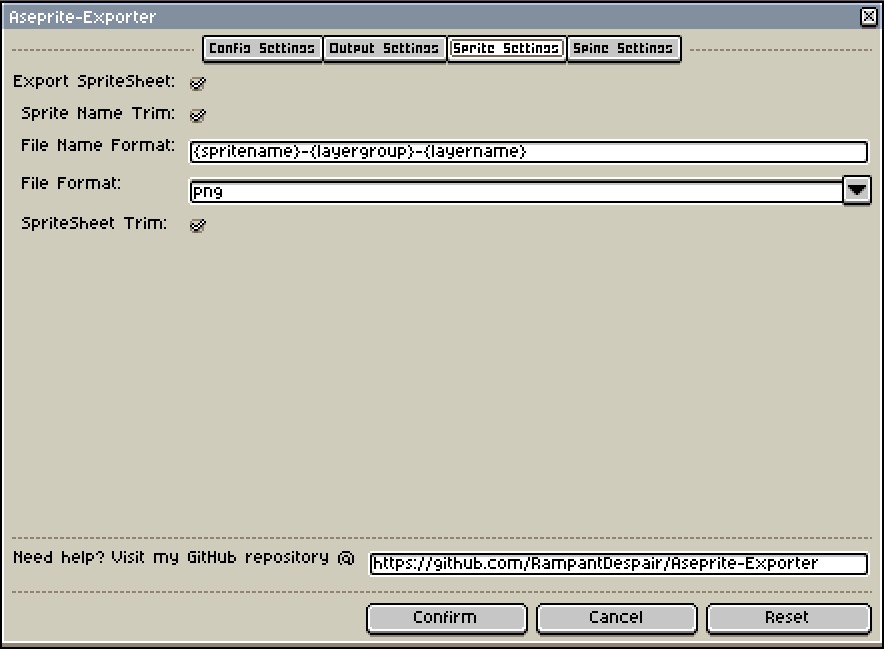 Aseprite-Exporter
Config Settings Output Settings Sprite Settings Spine Settings
Export SpriteSheet:
Sprite Name Trim:
File Name Format: {spritename}-{layergroup}-{layername}
File Format: png
SpriteSheet Trim:
Need help? Visit my GitHub repository @ https://github.com/RampantDespair/Aseprite-Exporter
Confirm Cancel Reset